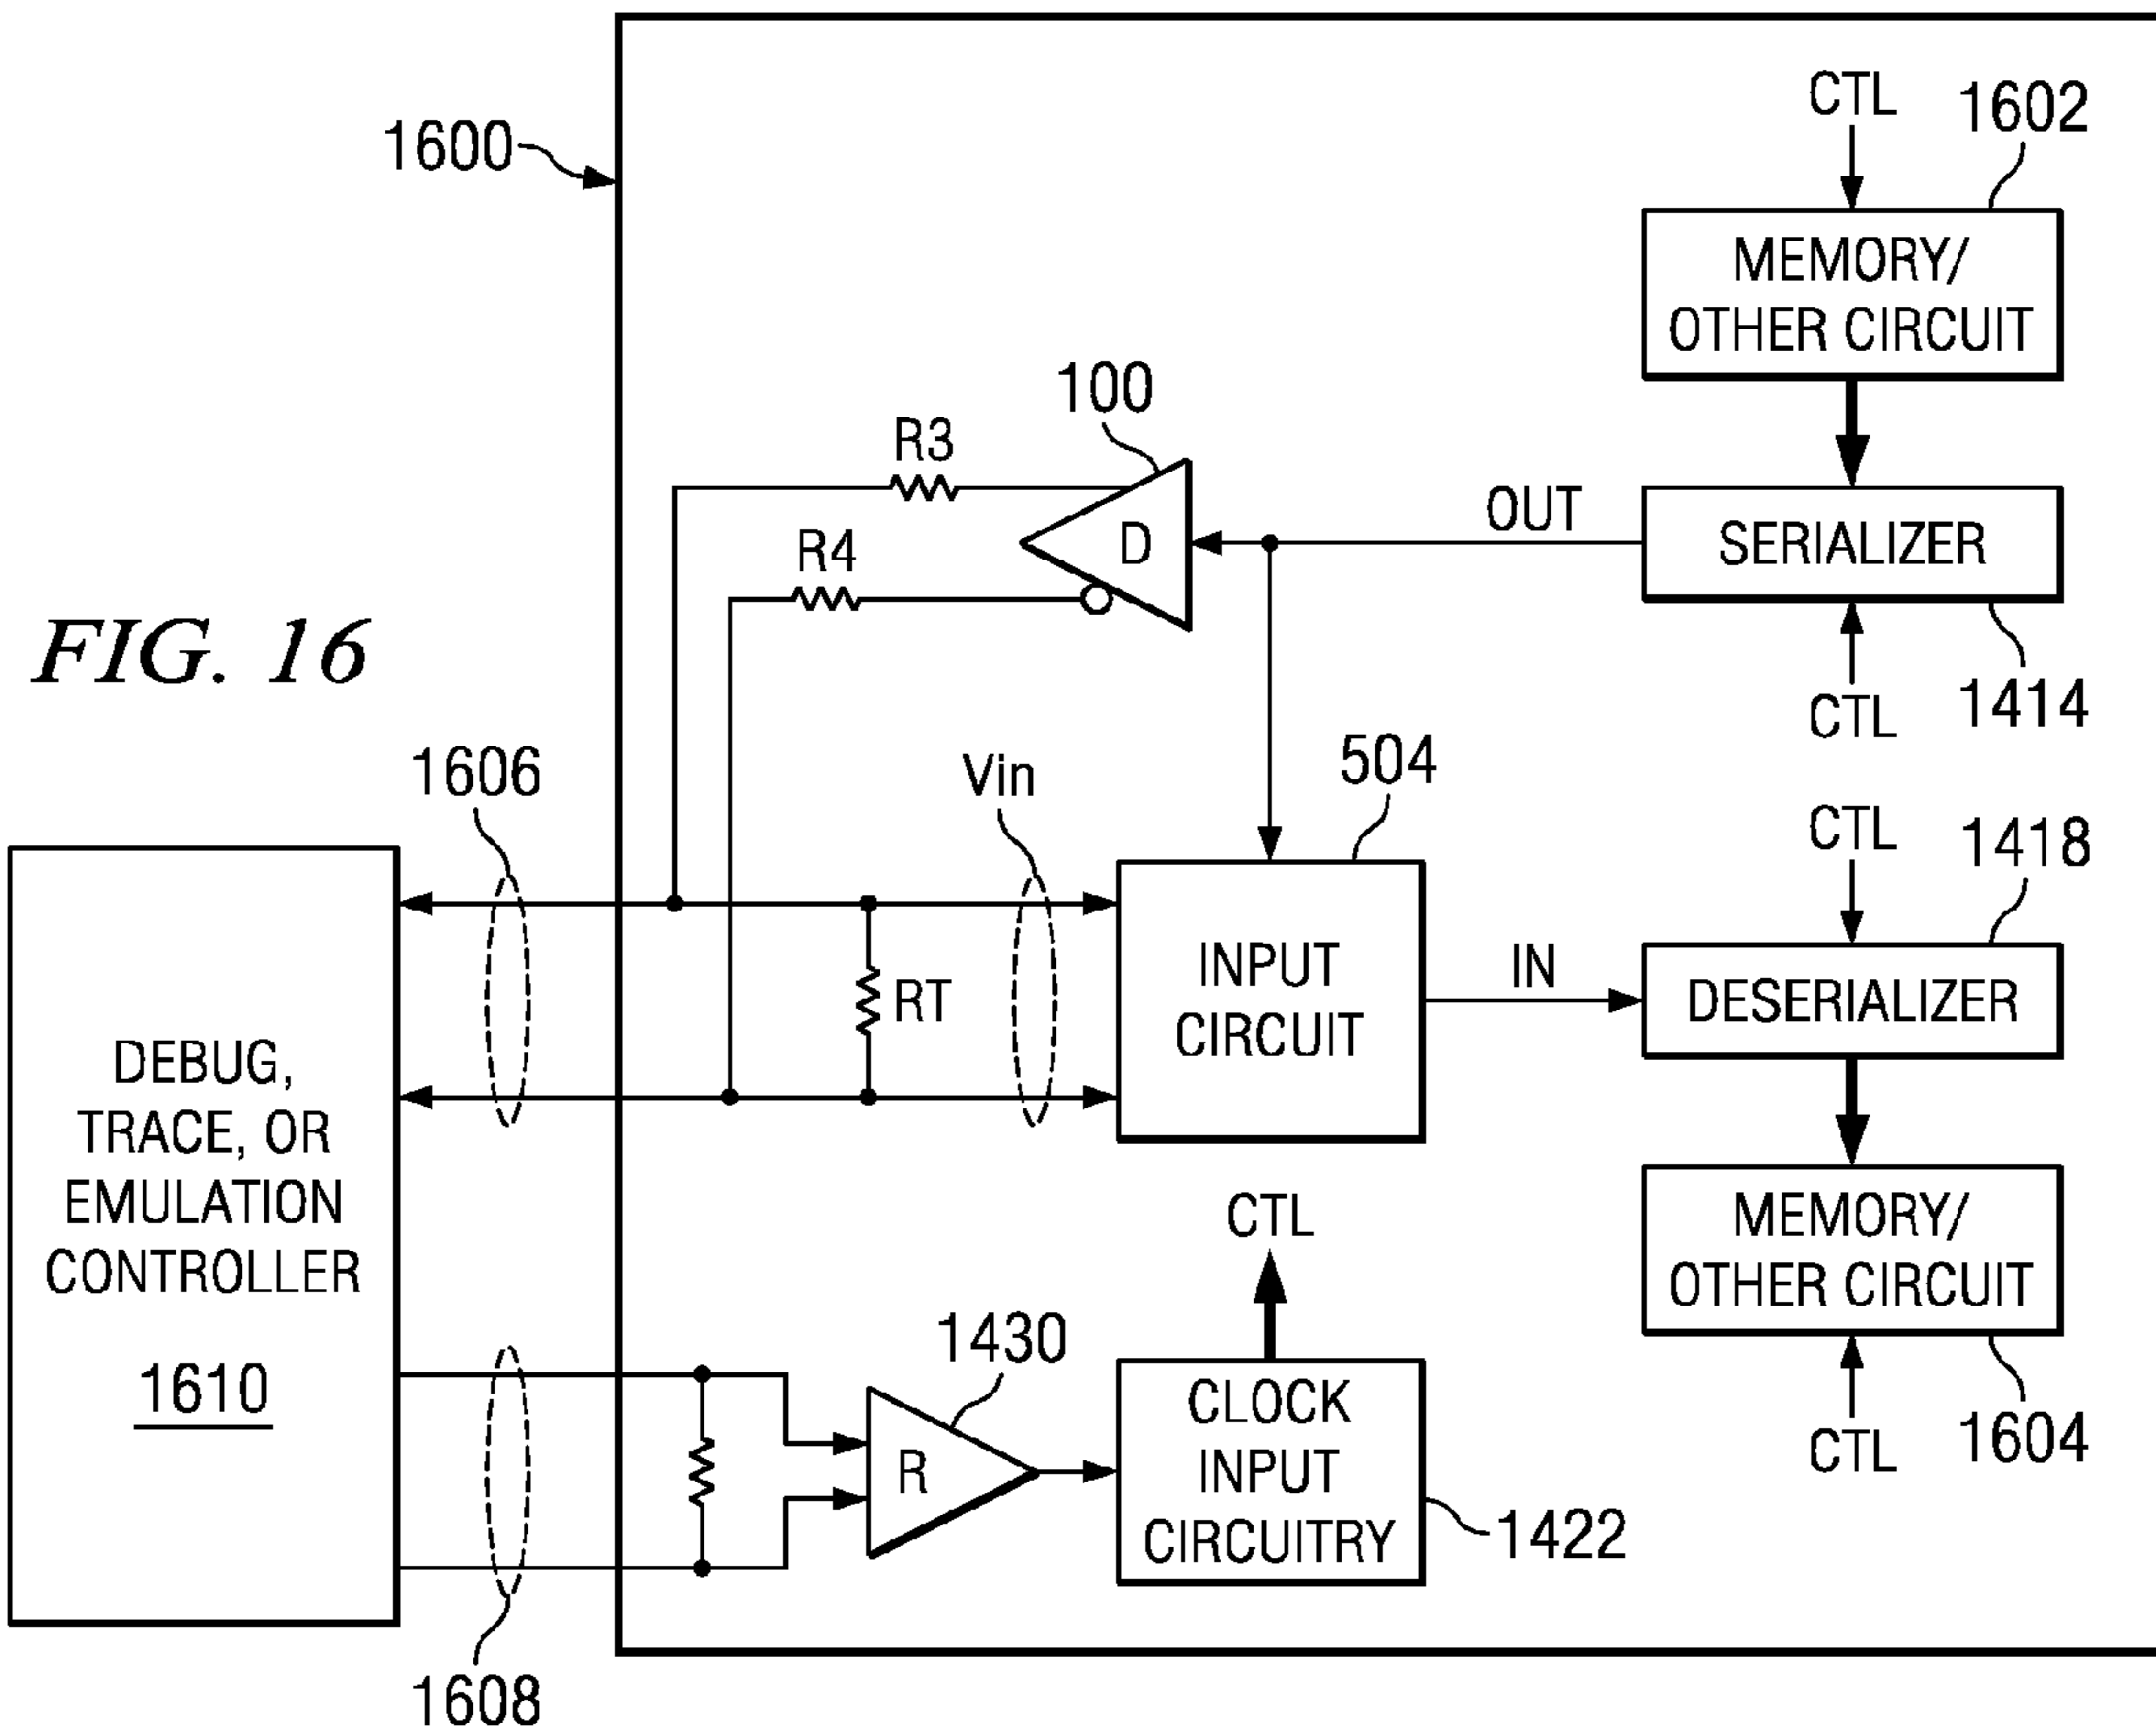 CTL
1602
1600
MEMORY/
OTHER CIRCUIT
100
R3
OUT
D
SERIALIZER
R4
FIG. 16
1414
CTL
1606
Vin
504
CTL
1418
INPUT
CIRCUIT
RT
IN
DESERIALIZER
DEBUG,
TRACE, OR
EMULATION
CONTROLLER
1610
CTL
MEMORY/
OTHER CIRCUIT
1430
R
CLOCK
INPUT
CIRCUITRY
1604
CTL
1422
1608